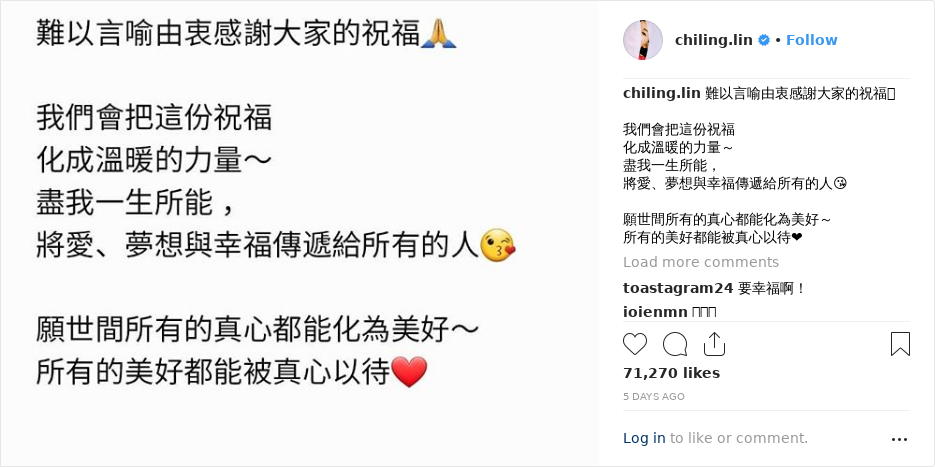 難以言喻由衷感謝大家的祝福🙏
我們會把這份祝福
化成溫暖的力量～
盡我一生所能，
將愛、夢想與幸福傳遞給所有的人😘
願世間所有的真心都能化為美好～
所有的美好都能被真心以待❤️
chiling.lin • Follow
chiling.lin 難以言喻由衷感謝大家的祝福
我們會把這份祝福
化成溫暖的力量～
盡我一生所能，
將愛、夢想與幸福傳遞給所有的人😘
願世間所有的真心都能化為美好～
所有的美好都能被真心以待❤
Load more comments
toastagram24 要幸福啊！
ioienmn
71,270 likes
5 DAYS AGO
Log in to like or comment.